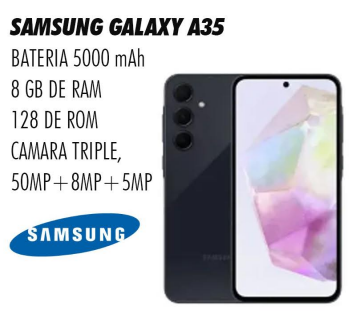 SAMSUNG GALAXY A35
BATERIA 5000 mAh
8 GB DE RAM
128 DE ROM
CAMARA TRIPLE,
50MP+8MP+5MP
SAMSUNG
SAMSUNG